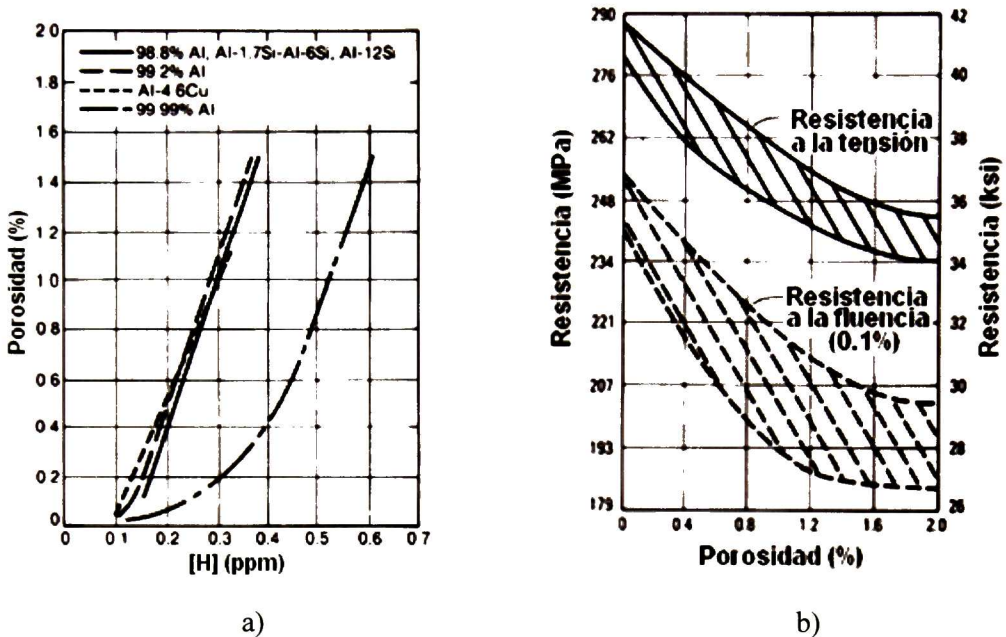 2 0
1 8
1 6
1 4
1 2
1 0
0 8
0 6
0 4
0 2
0
98.8% Al, Al-1.7Si-Al-6Si, Al-12Si
99 2% Al
Al-4 6Cu
99 99% Al
Porosidad (%)
0 0 1 0.2 0.3 0.4 0.5 0.6 0 7
[H] (ppm)
a)
290
276
262
248
234
221
207
193
179
Resistencia (MPa)
Resistencia
a la tensión
Resistencia
a la fluencia
(0.1%)
42
40
38
36
34
32
30
28
26
Resistencia (ksi)
0 0 4 0.8 1.2 1.6 2.0
Porosidad (%)
b)